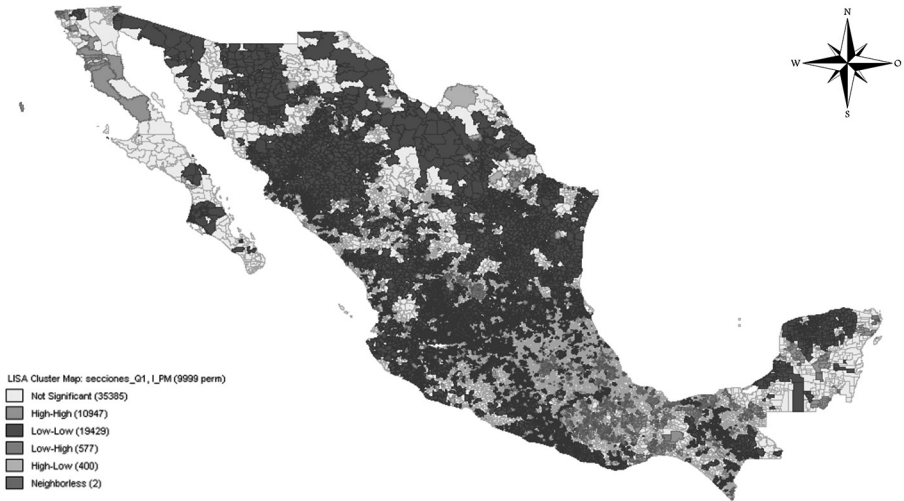 N
W
O
S
LISA Cluster Map: secciones_Q1, I_PM (9999 perm)
Not Significant (35385)
High-High (10947)
Low-Low (19429)
Low-High (577)
High-Low (400)
Neighborless (2)